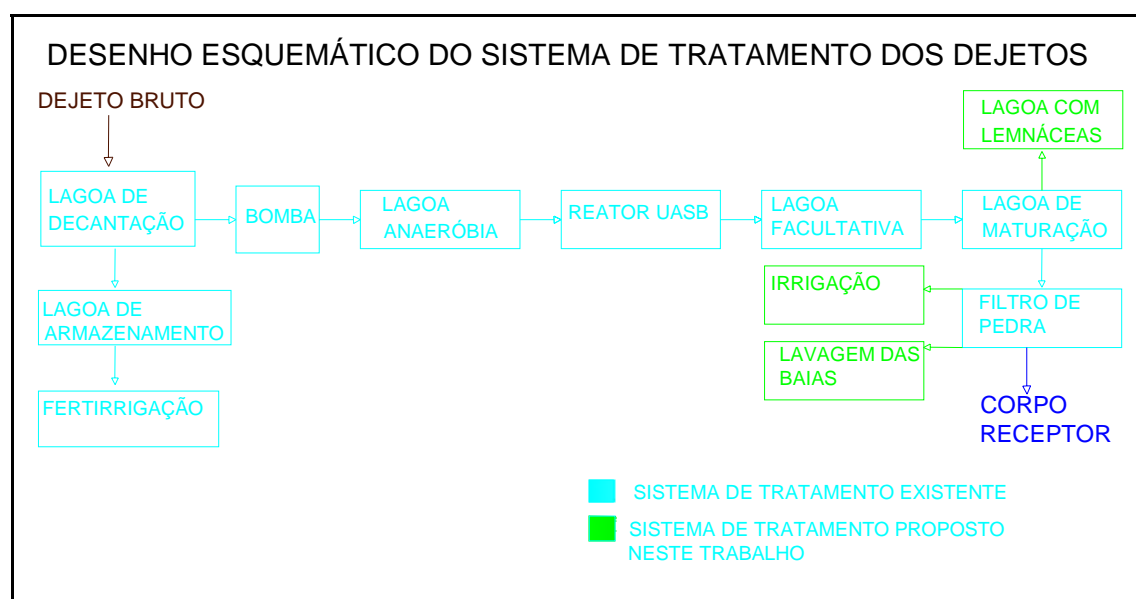 DESENHO ESQUEMÁTICO DO SISTEMA DE TRATAMENTO DOS DEJETOS
DEJETO BRUTO
LAGOA COM
LEMNÁCEAS
LAGOA DE
DECANTAÇÃO
BOMBA
LAGOA
ANAERÓBIA
REATOR UASB
LAGOA
FACULTATIVA
LAGOA DE
MATURAÇÃO
LAGOA DE
ARMAZENAMENTO
IRRIGAÇÃO
FILTRO DE
PEDRA
LAVAGEM DAS
BAIAS
FERTIRRIGAÇÃO
CORPO
RECEPTOR
SISTEMA DE TRATAMENTO EXISTENTE
SISTEMA DE TRATAMENTO PROPOSTO
NESTE TRABALHO